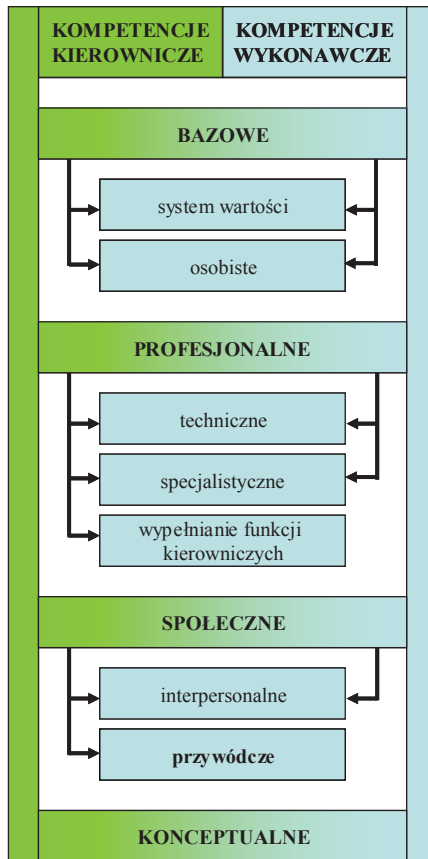 KOMPETENCJE
KIEROWNICZE
KOMPETENCJE
WYKONAWCZE
BAZOWE
system wartości
osobiste
PROFESJONALNE
techniczne
specjalistyczne
wypełnianie funkcji
kierowniczych
SPOŁECZNE
interpersonalne
przywódcze
KONCEPTUALNE